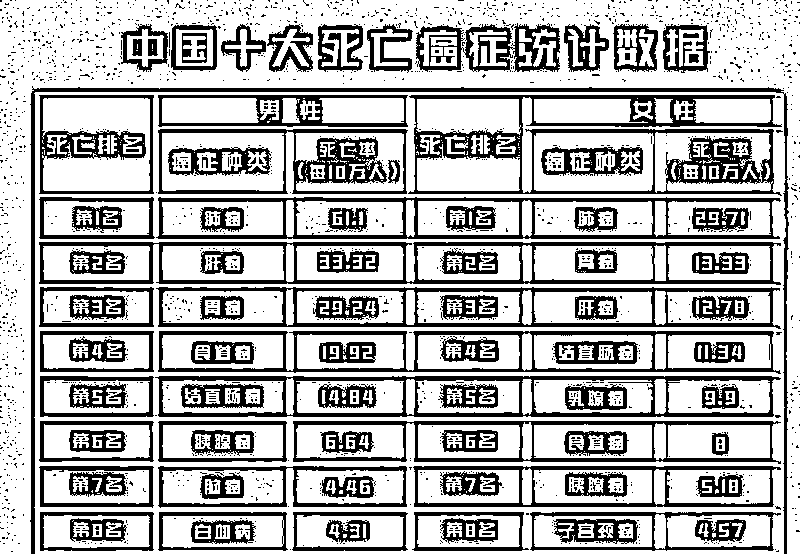 中国十大死亡癌症统计数据
死亡排名 男 性 死亡排名 女 性
癌症种类 死亡率（每10万人） 癌症种类 死亡率（每10万人）
第1名 肺癌 61.1 第1名 肺癌 29.71
第2名 肝癌 33.32 第2名 胃癌 13.33
第3名 胃癌 29.24 第3名 肝癌 12.78
第4名 食道癌 19.92 第4名 结直肠癌 11.34
第5名 结直肠癌 14.84 第5名 乳腺癌 9.9
第6名 胰腺癌 6.64 第6名 食道癌 8
第7名 脑癌 4.46 第7名 胰腺癌 5.18
第8名 白血病 4.31 第8名 子宫颈癌 4.57